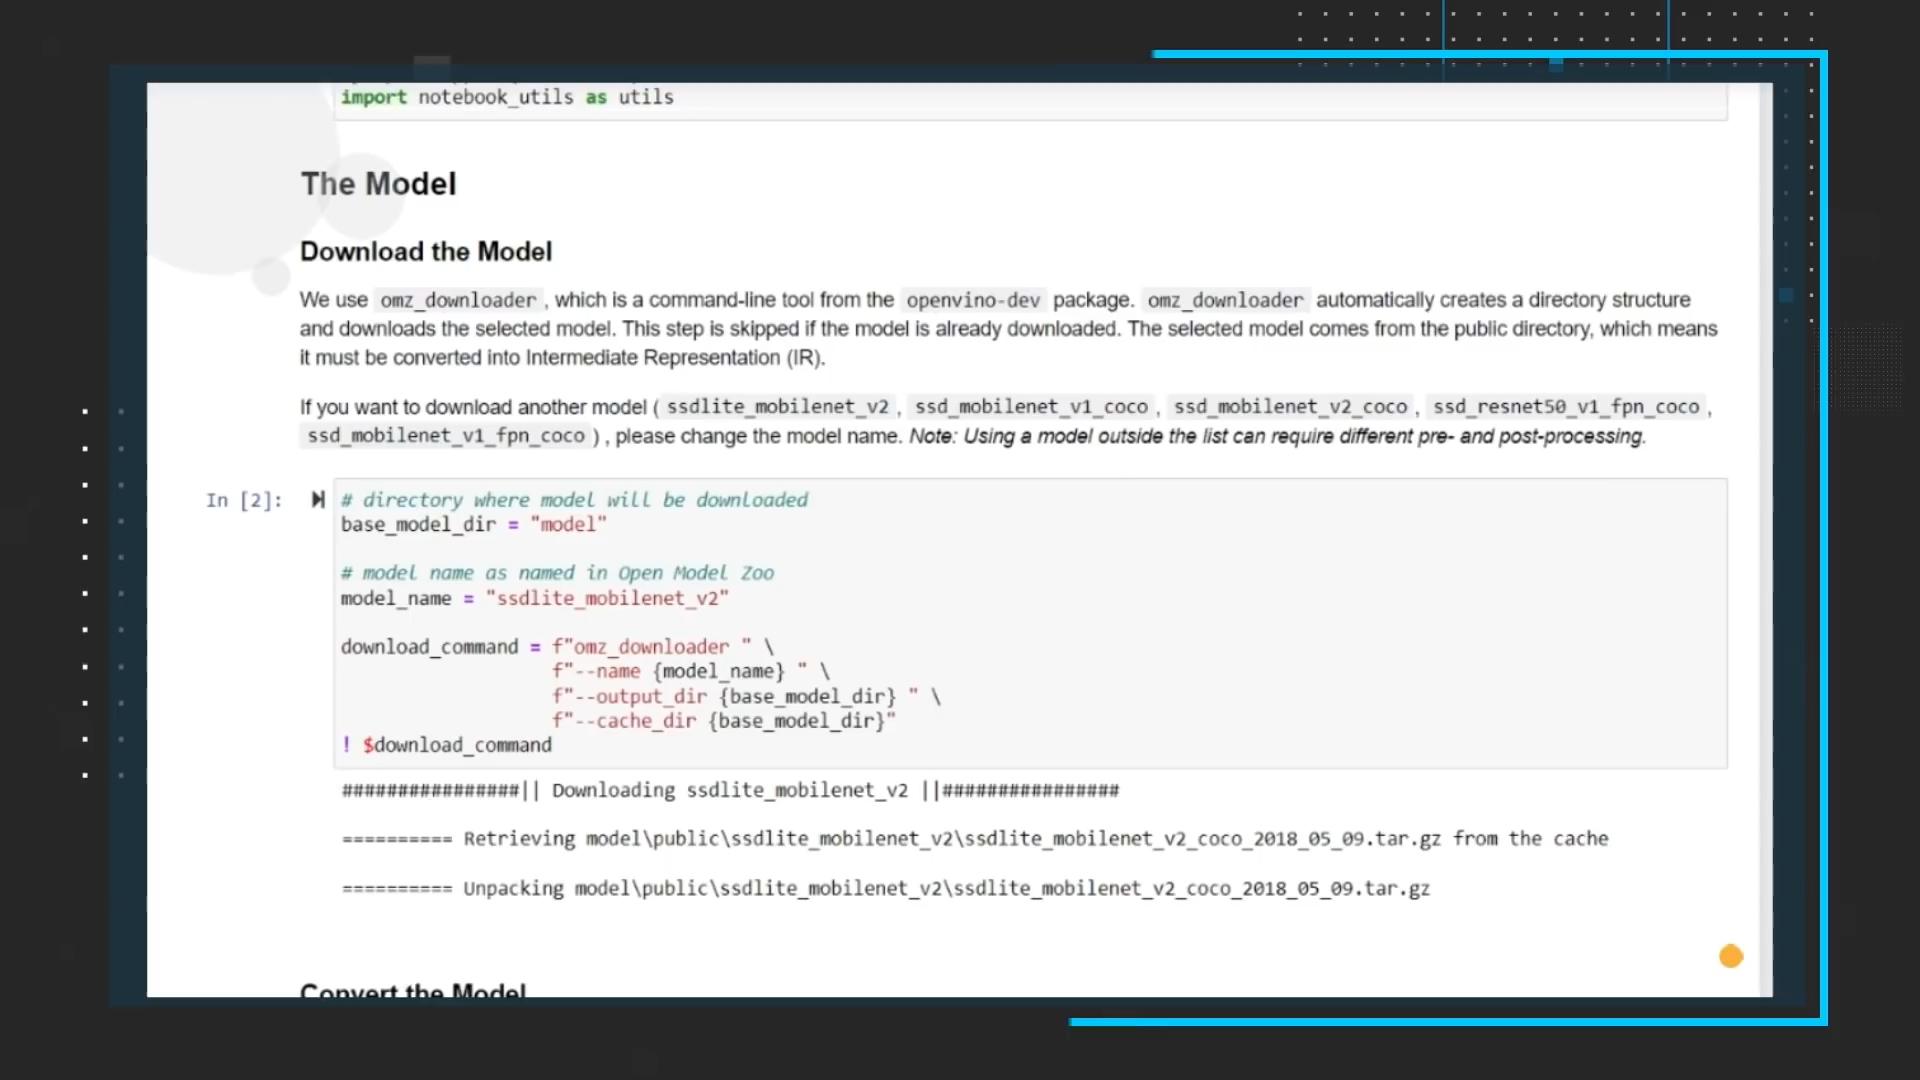 import notebook_utils as utils
The Model
Download the Model
We use omz_downloader , which is a command-line tool from the openvino-dev package. omz_downloader automatically creates a directory structure
and downloads the selected model. This step is skipped if the model is already downloaded. The selected model comes from the public directory, which means
it must be converted into Intermediate Representation (IR).
If you want to download another model ( ssdlite_mobilenet_v2 , ssd_mobilenet_v1_coco , ssd_mobilenet_v2_coco , ssd_resnet50_v1_fpn_coco ,
ssd_mobilenet_v1_fpn_coco ) , please change the model name. Note: Using a model outside the list can require different pre- and post-processing.
In [2]: # directory where model will be downloaded
base_model_dir = "model"
# model name as named in Open Model Zoo
model_name = "ssdlite_mobilenet_v2"
download_command = f"omz_downloader " \
f"--name {model_name} " \
f"--output_dir {base_model_dir} " \
f"--cache_dir {base_model_dir}"
! $download_command
################|| Downloading ssdlite_mobilenet_v2 ||################
========== Retrieving model\public\ssdlite_mobilenet_v2\ssdlite_mobilenet_v2_coco_2018_05_09.tar.gz from the cache
========== Unpacking model\public\ssdlite_mobilenet_v2\ssdlite_mobilenet_v2_coco_2018_05_09.tar.gz
Convert the Model